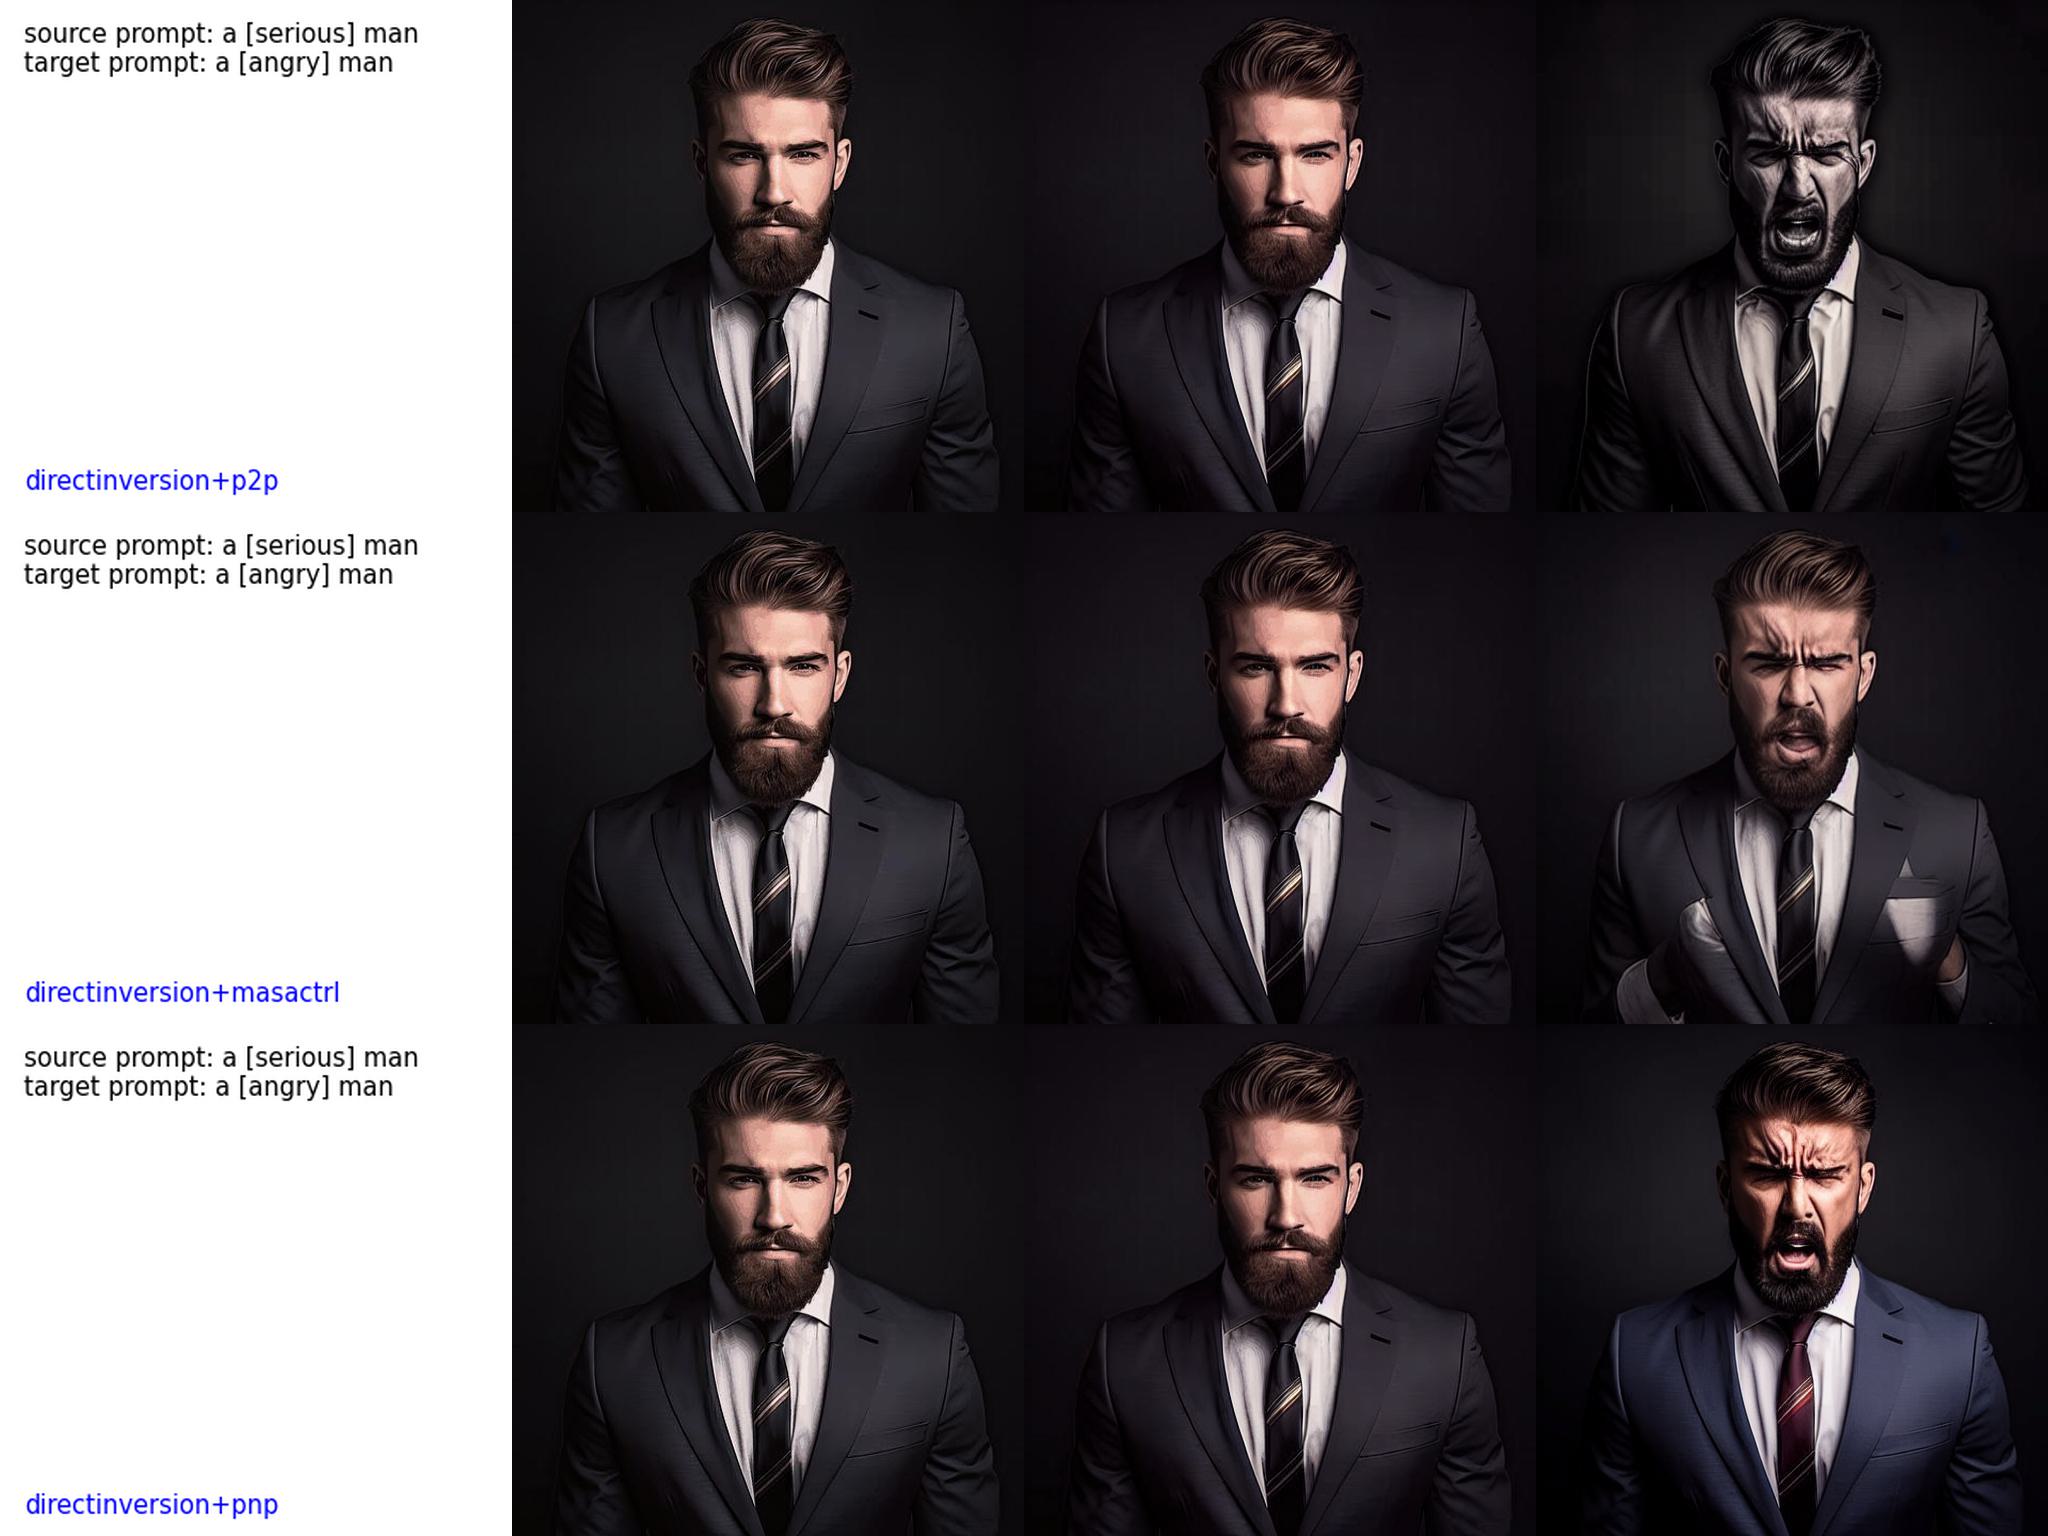 source prompt: a [serious] man
target prompt: a [angry] man
directinversion+p2p
source prompt: a [serious] man
target prompt: a [angry] man
directinversion+masactrl
source prompt: a [serious] man
target prompt: a [angry] man
directinversion+pnp